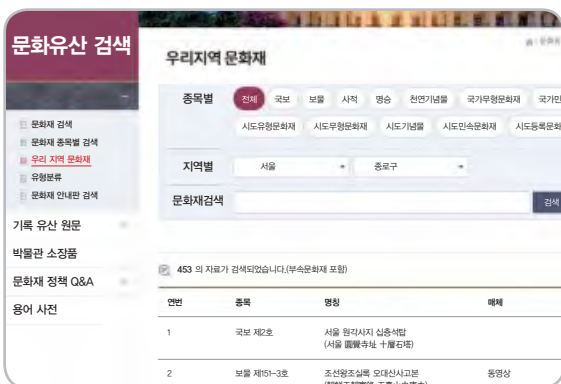 문화유산 검색
문화재 검색
문화재 종목별 검색
우리 지역 문화재
유형분류
문화재 안내판 검색
기록 유산 원문
박물관 소장품
문화재 정책 Q&A
용어 사전
우리지역 문화재
종목별 전체 국보 보물 사적 명승 천연기념물 국가무형문화재 국가민
시도유형문화재 시도무형문화재 시도기념물 시도민속문화재 시도등록문화
지역별 서울 종로구
문화재검색 검색
453 의 자료가 검색되었습니다.(부속문화재 포함)
연번 종목 명칭 매체
1 국보 제2호 서울 원각사지 십층석탑
(서울 圓覺寺址 十層石塔)
2 보물 제151-3호 조선왕조실록 오대산사고본 동영상